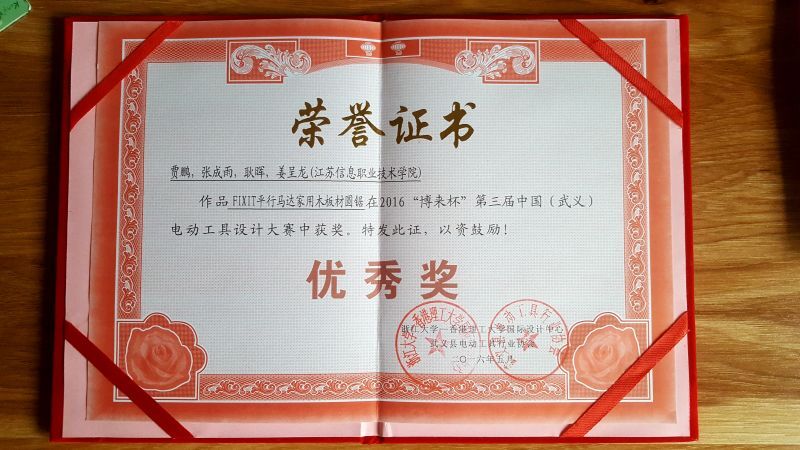 荣誉证书
贾鹏，张成雨，耿晖，姜呈龙(江苏信息职业技术学院)
作品FIXIT平行马达家用木板材圆锯在2016“博来杯”第三届中国（武义）
电动工具设计大赛中获奖。特发此证，以资鼓励！
优秀奖
浙江大学—香港理工大学国际设计中心
武义县电动工具行业协会
二〇一六年五月